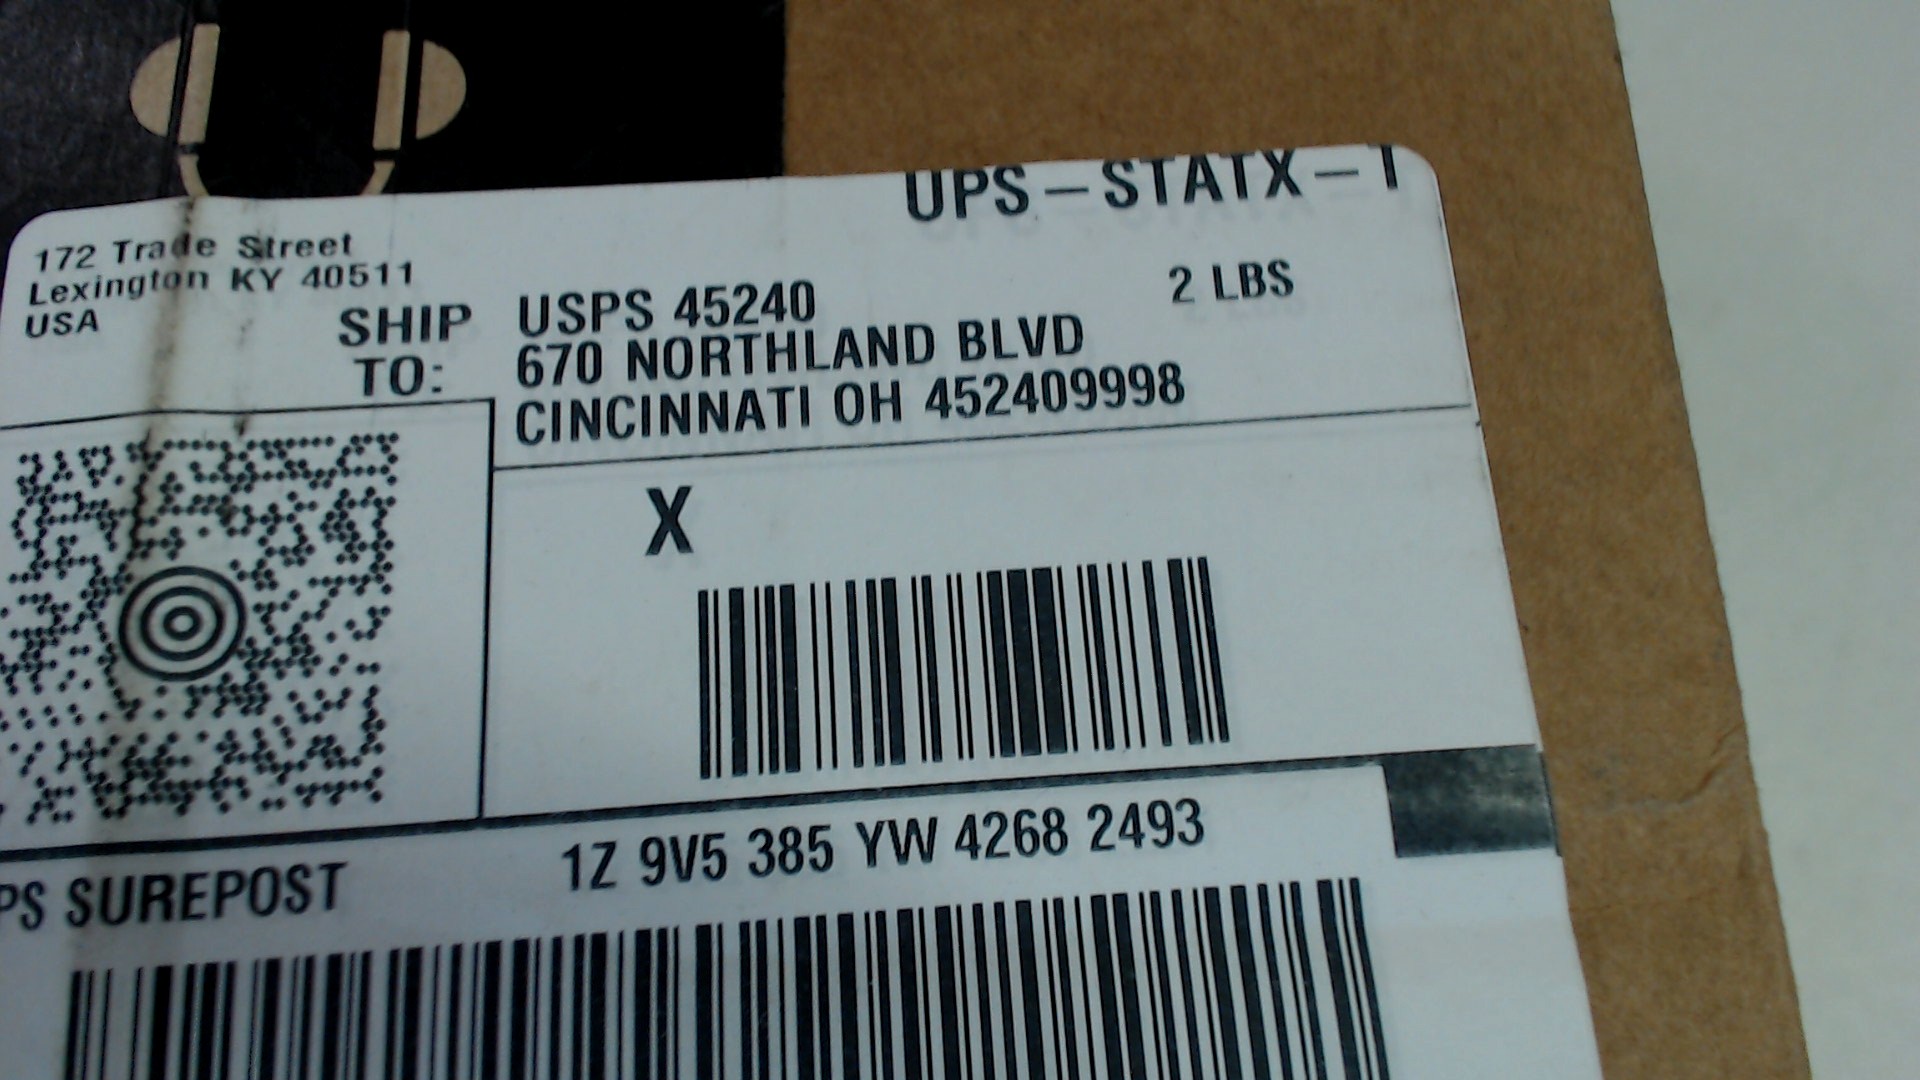 UPS-STATX-1
172 Trade Street
Lexington KY 40511
USA
2 LBS
SHIP
TO:
USPS 45240
670 NORTHLAND BLVD
CINCINNATI OH 452409998
X
PS SUREPOST
1Z 9V5 385 YW 4268 2493